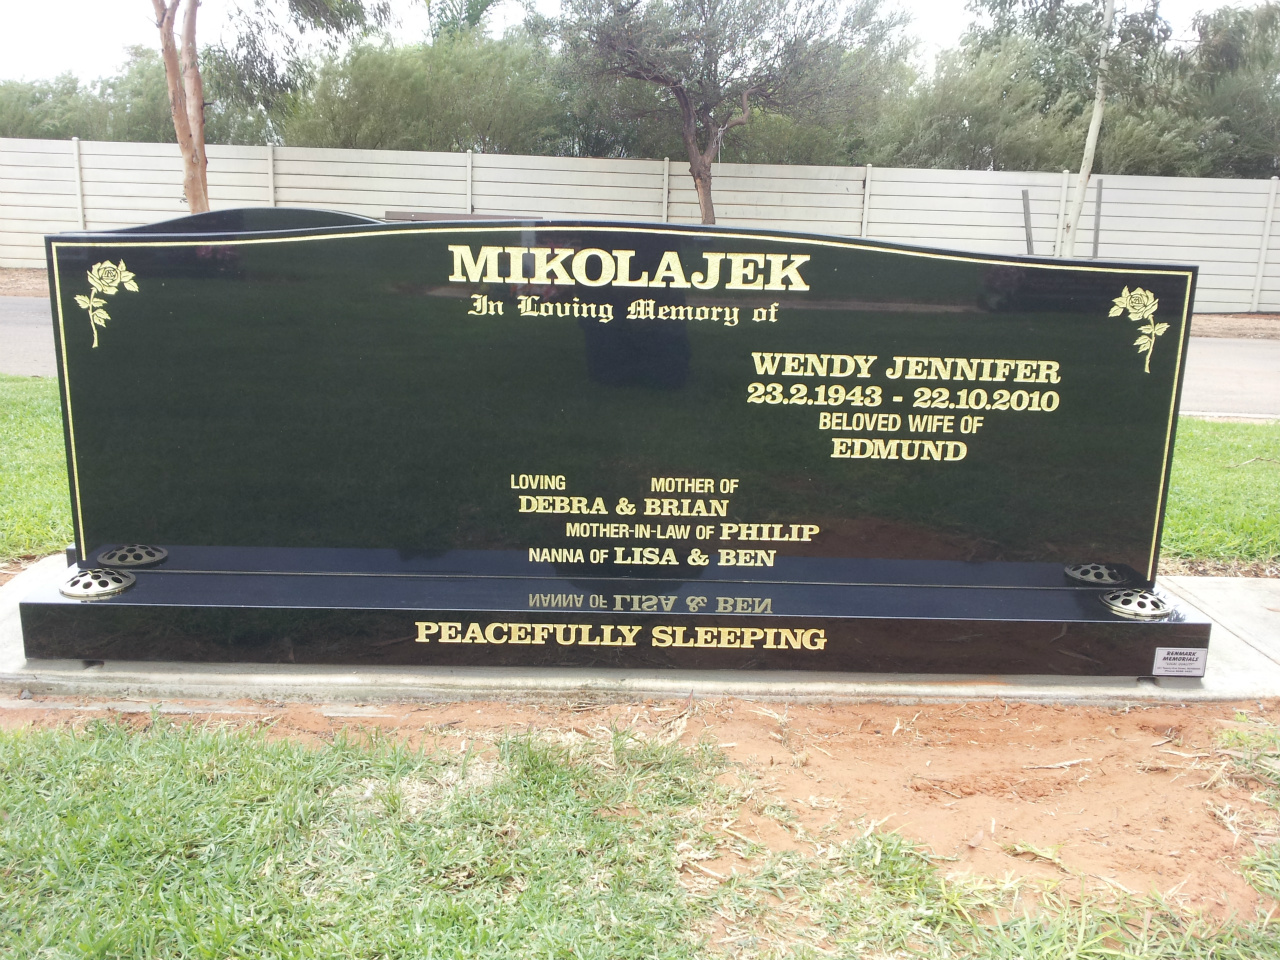 MIKOLAJEK
In Loving Memory of
WENDY JENNIFER
23.2.1943 - 22.10.2010
BELOVED WIFE OF
EDMUND
LOVING MOTHER OF
DEBRA & BRIAN
MOTHER-IN-LAW OF PHILIP
NANNA OF LISA & BEN
PEACEFULLY SLEEPING
RENMARK
MEMORIALS